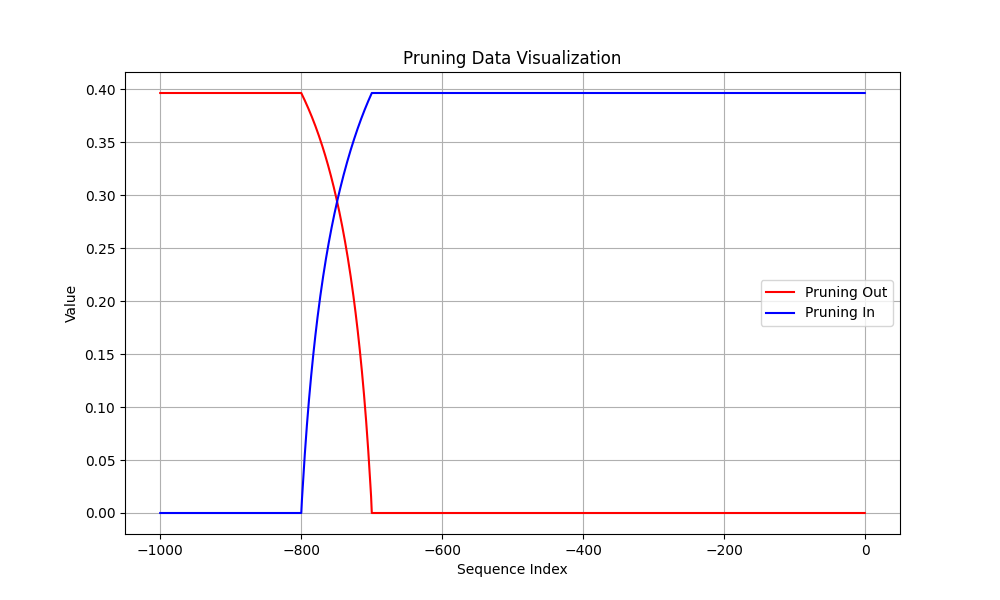 Pruning Data Visualization
Value
0.40
0.35
0.30
0.25
0.20
0.15
0.10
0.05
0.00
Pruning Out
Pruning In
−1000 −800 −600 −400 −200 0
Sequence Index